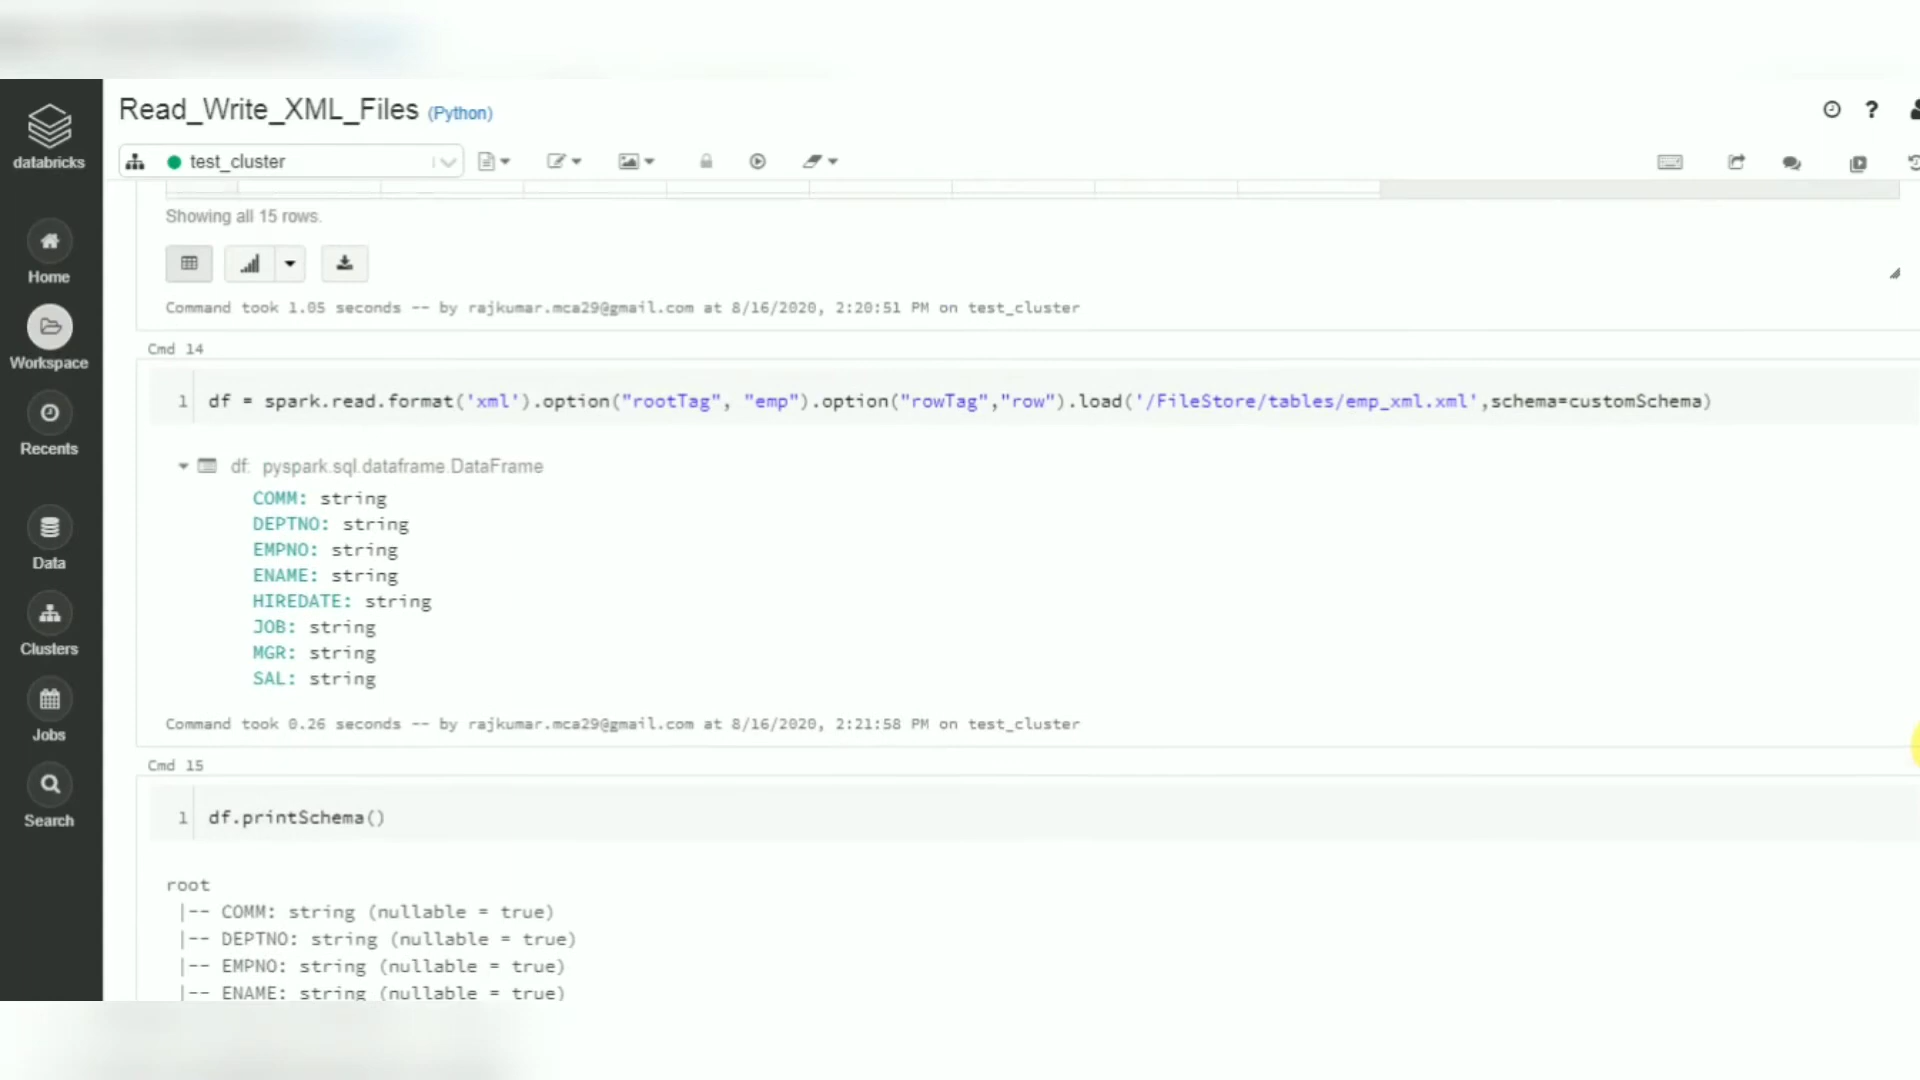 Read_Write_XML_Files (Python)
databricks
test_cluster
Showing all 15 rows.
Home
Command took 1.05 seconds -- by rajkumar.mca29@gmail.com at 8/16/2020, 2:20:51 PM on test_cluster
Workspace
Cmd 14
1 df = spark.read.format('xml').option("rootTag", "emp").option("rowTag","row").load('/FileStore/tables/emp_xml.xml',schema=customSchema)
Recents
df: pyspark.sql.dataframe.DataFrame
COMM: string
DEPTNO: string
EMPNO: string
Data
ENAME: string
HIREDATE: string
JOB: string
Clusters
MGR: string
SAL: string
Command took 0.26 seconds -- by rajkumar.mca29@gmail.com at 8/16/2020, 2:21:58 PM on test_cluster
Jobs
Cmd 15
1 df.printSchema()
Search
root
|-- COMM: string (nullable = true)
|-- DEPTNO: string (nullable = true)
|-- EMPNO: string (nullable = true)
|-- ENAME: string (nullable = true)